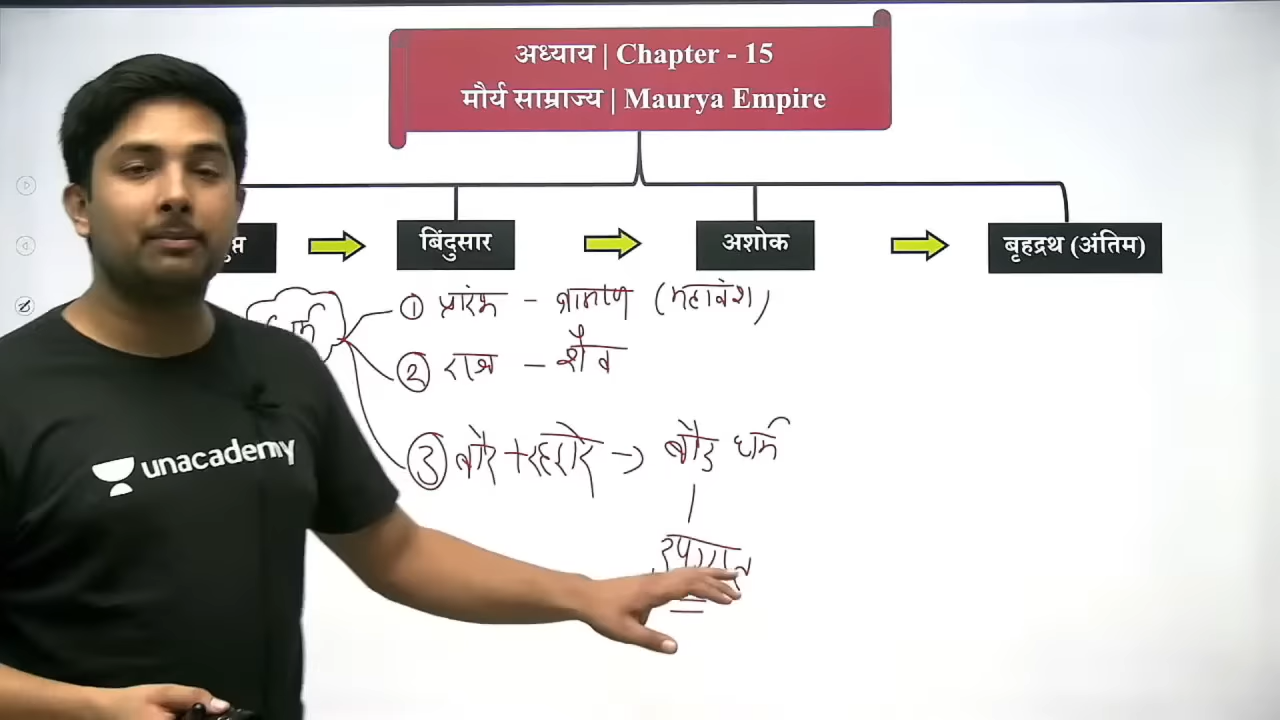 अध्याय | Chapter - 15
मौर्य साम्राज्य | Maurya Empire
बिंदुसार
अशोक
बृहद्रथ (अंतिम)
① प्रारंभ - ब्राह्मण (महावंश)
② राज - शैव
③ → बौद्ध धर्म
unacademy